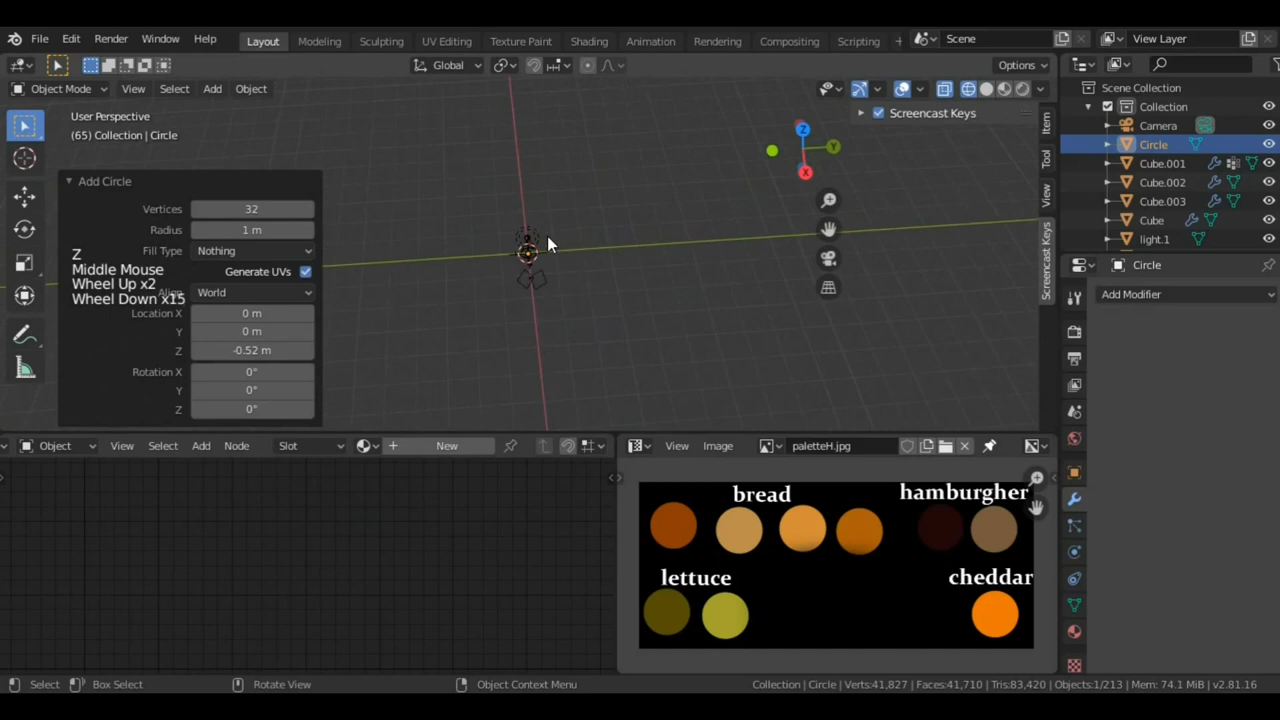 File Edit Render Window Help Layout Modeling Sculpting UV Editing Texture Paint Shading Animation Rendering Compositing Scripting + Scene View Layer
Global Options
Object Mode View Select Add Object
Scene Collection
Collection
Camera
Circle
Cube.001
Cube.002
Cube.003
Cube
light.1
User Perspective
(65) Collection | Circle
Screencast Keys
Z
Y
X
Item
Tool
View
Screencast Keys
Add Circle
Vertices 32
Radius 1 m
Fill Type Nothing
Generate UVs
Align World
Location X 0 m
Y 0 m
Z -0.52 m
Rotation X 0°
Y 0°
Z 0°
Z
Middle Mouse
Wheel Up x2
Wheel Down x15
Circle
Add Modifier
Object View Select Add Node Slot + New
View Image paletteH.jpg
bread
hamburgher
lettuce
cheddar
Select Box Select Rotate View Object Context Menu Collection | Circle | Verts:41,827 | Faces:41,710 | Tris:83,420 | Objects:1/213 | Mem: 74.1 MiB | v2.81.16